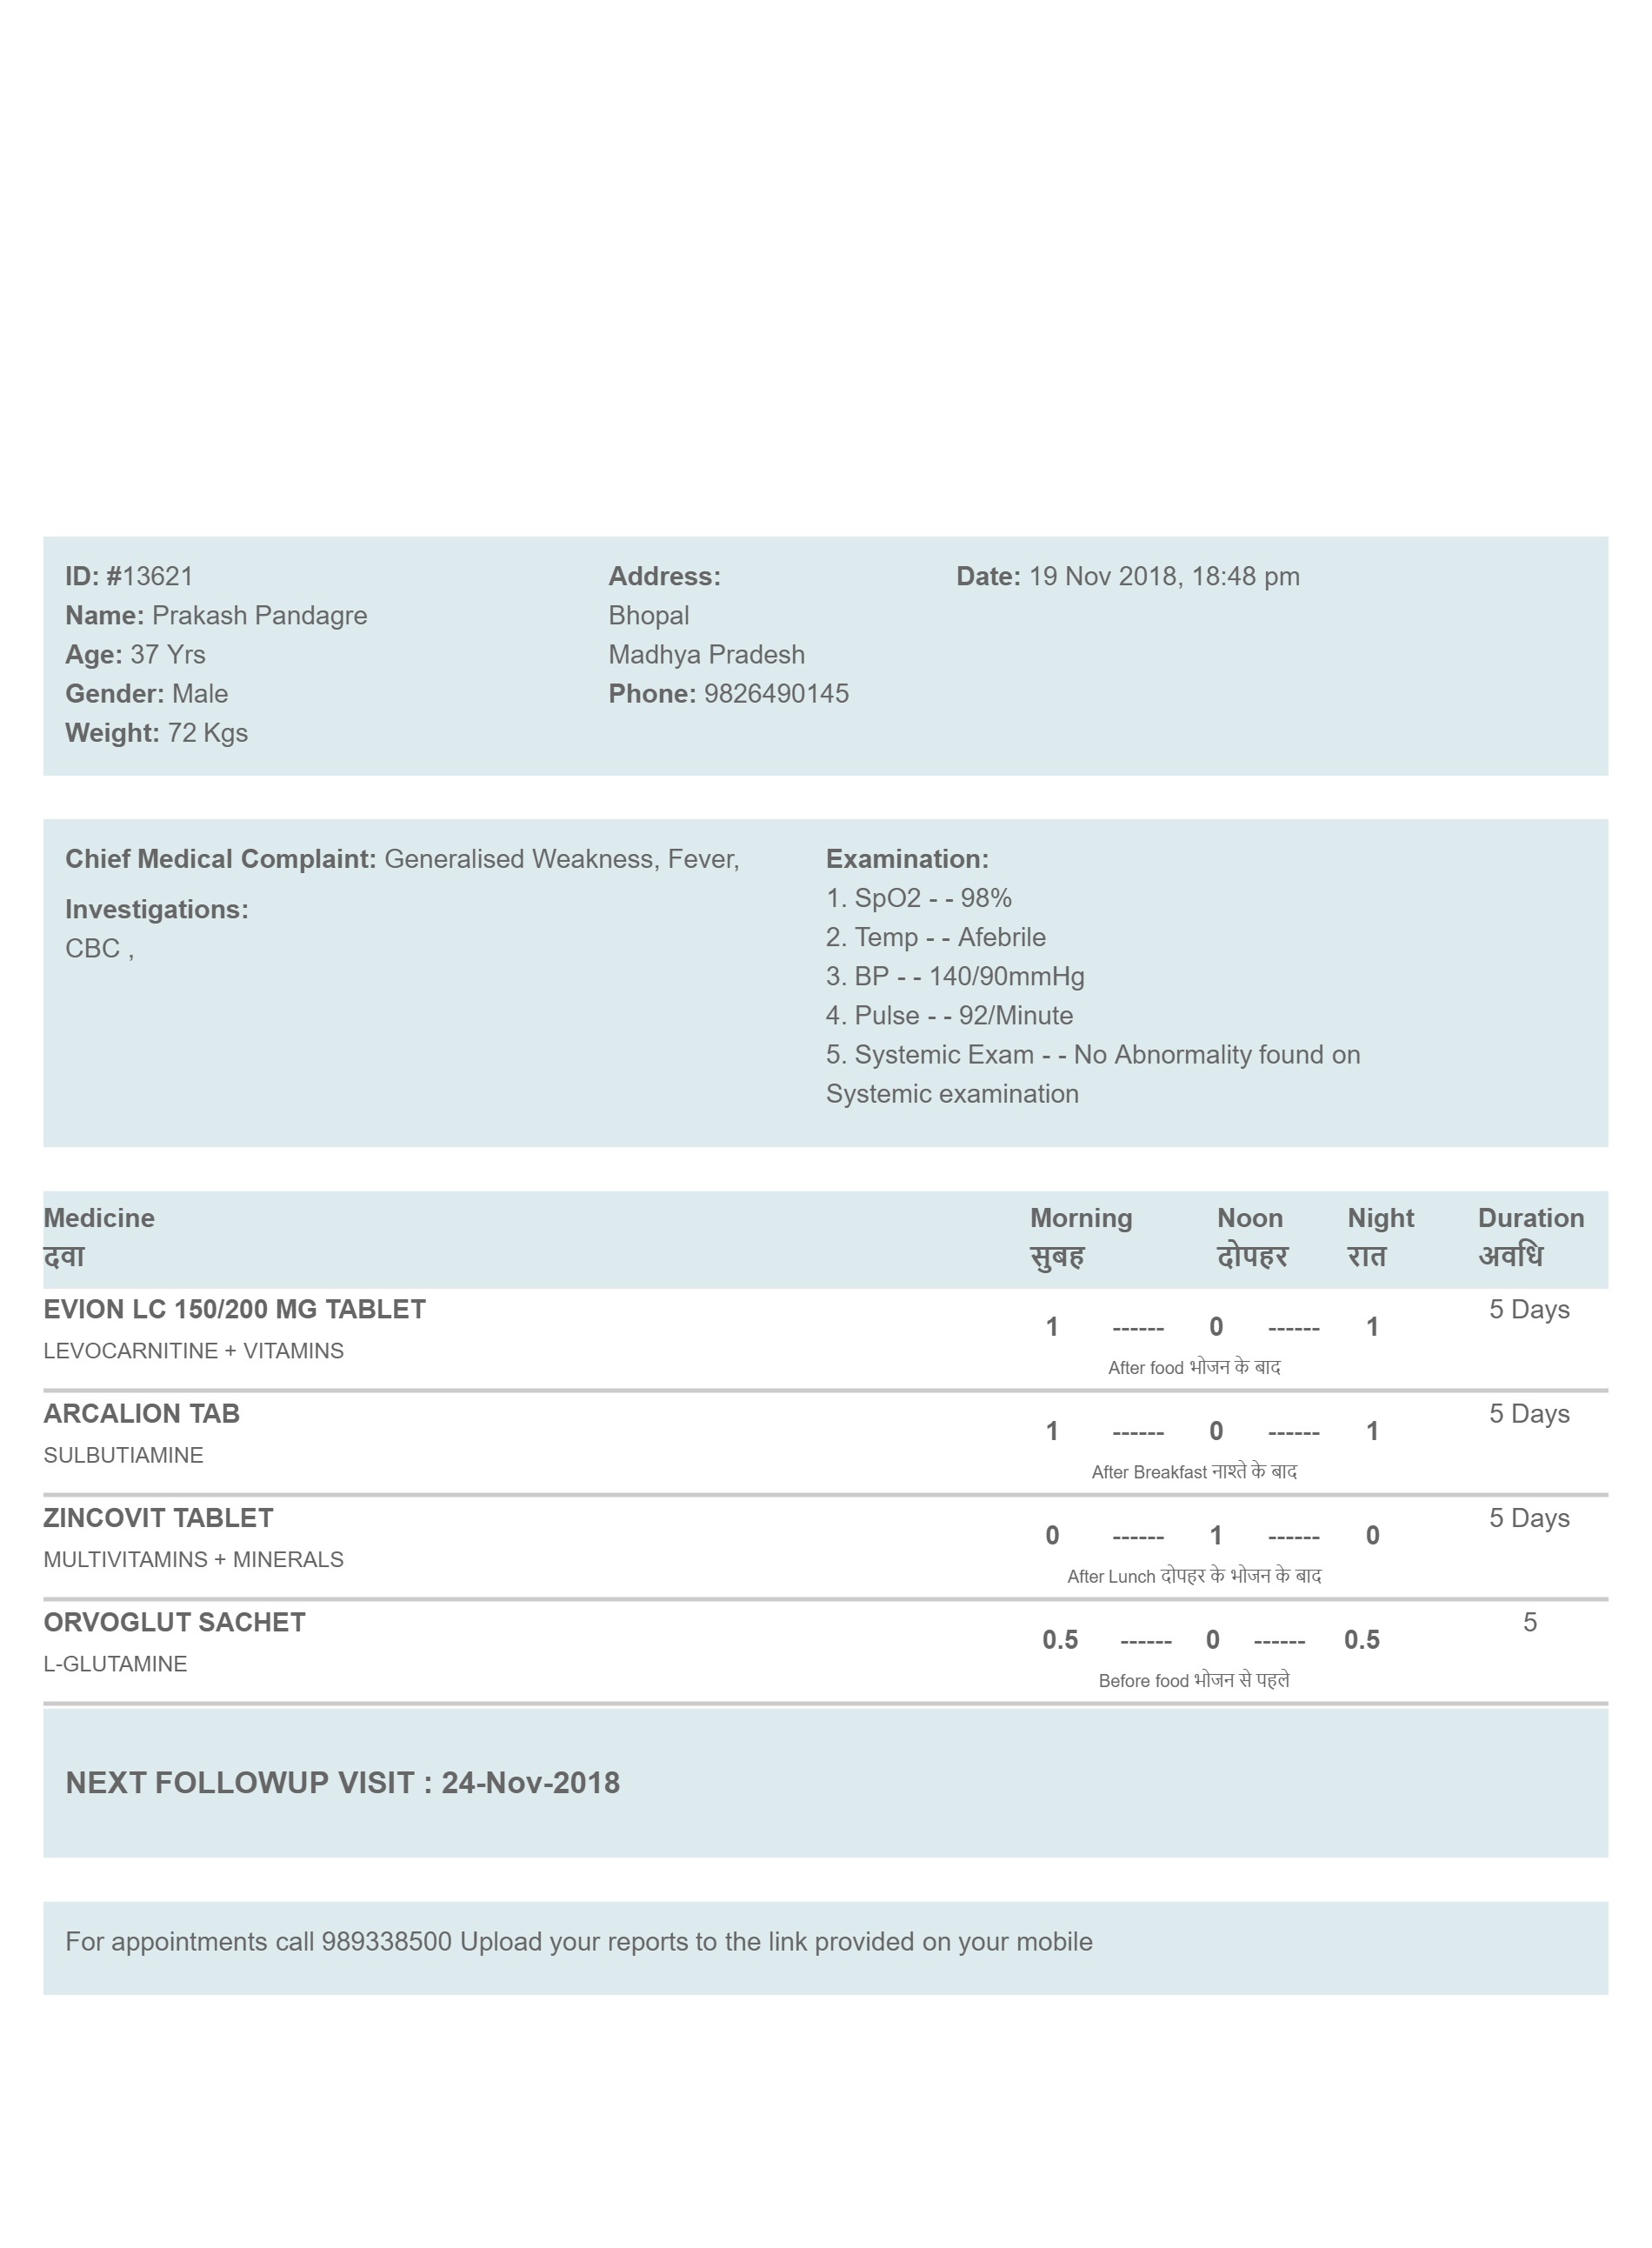 ID: #13621
Name: Prakash Pandagre
Age: 37 Yrs
Gender: Male
Weight: 72 Kgs
Address:
Bhopal
Madhya Pradesh
Phone: 9826490145
Date: 19 Nov 2018, 18:48 pm
Chief Medical Complaint: Generalised Weakness, Fever,
Investigations:
CBC ,
Examination:
1. SpO2 - - 98%
2. Temp - - Afebrile
3. BP - - 140/90mmHg
4. Pulse - - 92/Minute
5. Systemic Exam - - No Abnormality found on
Systemic examination
Medicine Morning Noon Night Duration
दवा सुबह दोपहर रात अवधि
EVION LC 150/200 MG TABLET 5 Days
1 ------ 0 ------ 1
LEVOCARNITINE + VITAMINS
After food भोजन के बाद
ARCALION TAB 5 Days
1 ------ 0 ------ 1
SULBUTIAMINE
After Breakfast नाश्ते के बाद
ZINCOVIT TABLET 5 Days
0 ------ 1 ------ 0
MULTIVITAMINS + MINERALS
After Lunch दोपहर के भोजन के बाद
ORVOGLUT SACHET 5
0.5 ------ 0 ------ 0.5
L-GLUTAMINE
Before food भोजन से पहले
NEXT FOLLOWUP VISIT : 24-Nov-2018
For appointments call 989338500 Upload your reports to the link provided on your mobile